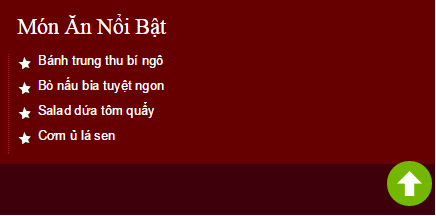 Món Ăn Nổi Bật
Bánh trung thu bí ngô
Bò nấu bia tuyệt ngon
Salad dứa tôm quẩy
Cơm ủ lá sen